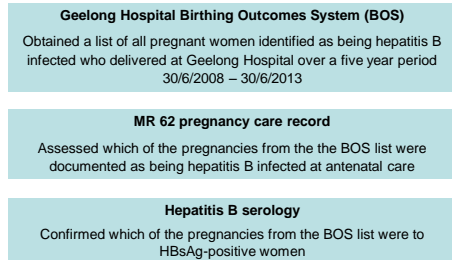 Geelong Hospital Birthing Outcomes System (BOS)
Obtained a list of all pregnant women identified as being hepatitis B
infected who delivered at Geelong Hospital over a five year period
30/6/2008 – 30/6/2013
MR 62 pregnancy care record
Assessed which of the pregnancies from the the BOS list were
documented as being hepatitis B infected at antenatal care
Hepatitis B serology
Confirmed which of the pregnancies from the BOS list were to
HBsAg-positive women